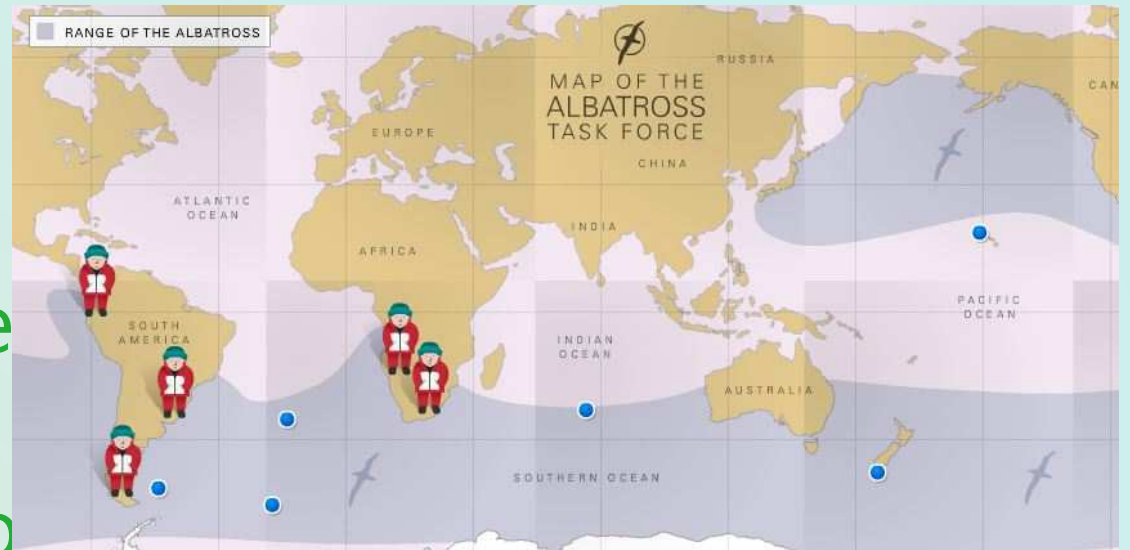 RANGE OF THE ALBATROSS
MAP OF THE
ALBATROSS
TASK FORCE
RUSSIA
CAN
EUROPE
CHINA
ATLANTIC
OCEAN
INDIA
AFRICA
PACIFIC
OCEAN
SOUTH
AMERICA
INDIAN
OCEAN
AUSTRALIA
SOUTHERN OCEAN
e